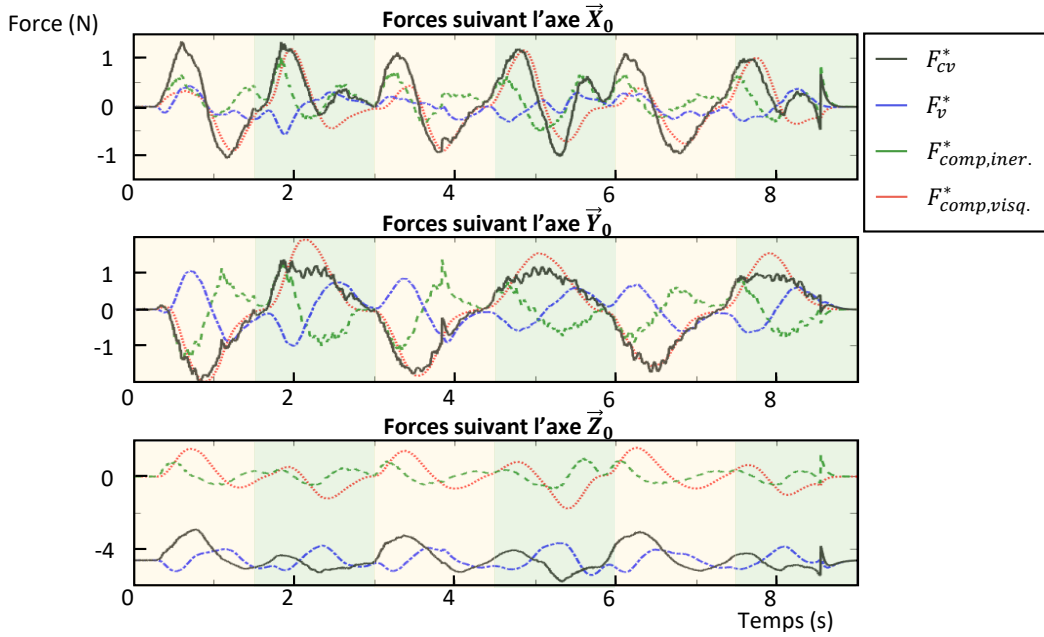 Force (N)
Forces suivant l'axe X⃗₀
1
0
-1
0
2
4
6
8
F*cv
F*v
F*comp,iner.
F*comp,visq.
Forces suivant l'axe Y⃗₀
1
0
-1
0
2
4
6
8
Forces suivant l'axe Z⃗₀
0
-4
0
2
4
6
8
Temps (s)